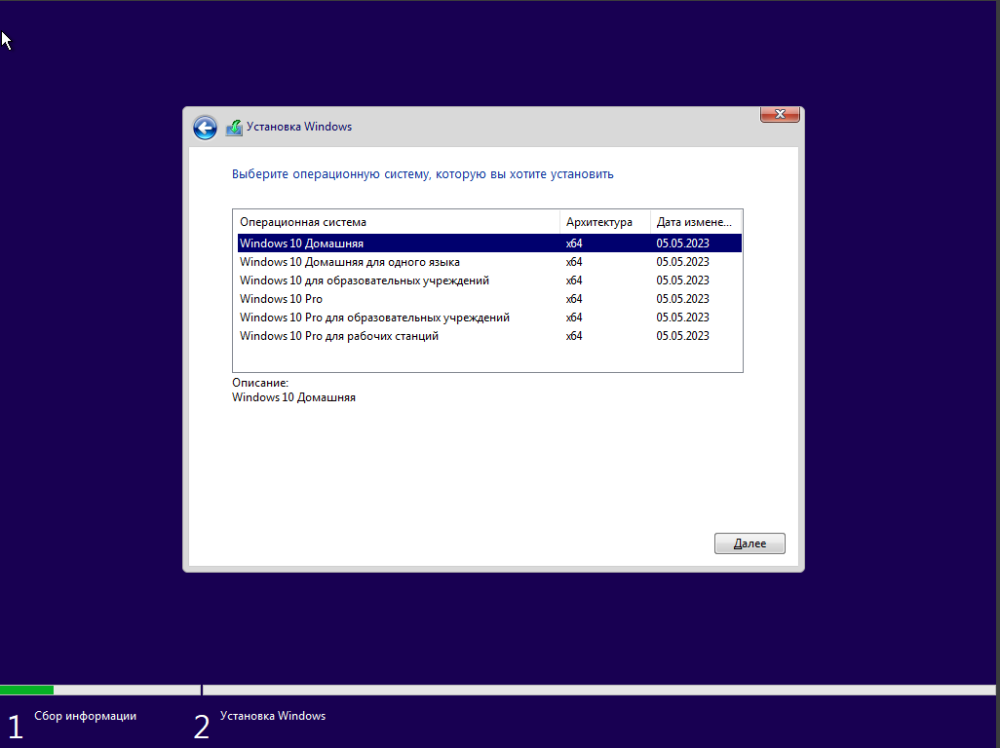 Установка Windows
Выберите операционную систему, которую вы хотите установить
Операционная система Архитектура Дата измене...
Windows 10 Домашняя x64 05.05.2023
Windows 10 Домашняя для одного языка x64 05.05.2023
Windows 10 для образовательных учреждений x64 05.05.2023
Windows 10 Pro x64 05.05.2023
Windows 10 Pro для образовательных учреждений x64 05.05.2023
Windows 10 Pro для рабочих станций x64 05.05.2023
Описание:
Windows 10 Домашняя
Далее
1 Сбор информации 2 Установка Windows